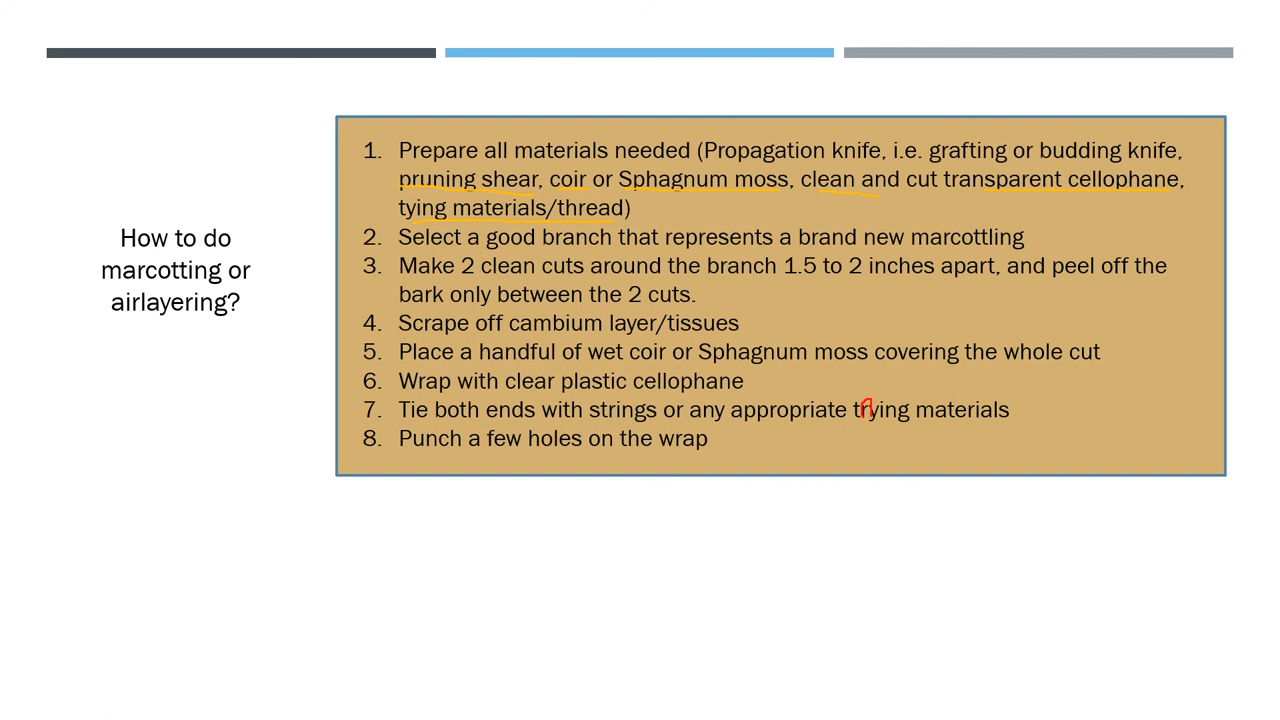 How to do
marcotting or
airlayering?
1. Prepare all materials needed (Propagation knife, i.e. grafting or budding knife,
pruning shear, coir or Sphagnum moss, clean and cut transparent cellophane,
tying materials/thread)
2. Select a good branch that represents a brand new marcottling
3. Make 2 clean cuts around the branch 1.5 to 2 inches apart, and peel off the
bark only between the 2 cuts.
4. Scrape off cambium layer/tissues
5. Place a handful of wet coir or Sphagnum moss covering the whole cut
6. Wrap with clear plastic cellophane
7. Tie both ends with strings or any appropriate trying materials
8. Punch a few holes on the wrap